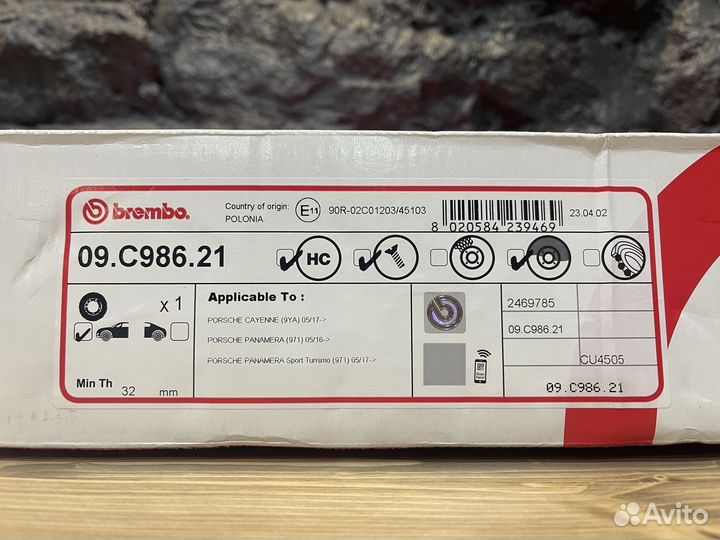 brembo.
Country of origin:
POLONIA
E11
90R-02C01203/45103
8 020584 239469
23.04.02
09.C986.21
HC
x 1
Applicable To :
PORSCHE CAYENNE (9YA) 05/17->
PORSCHE PANAMERA (971) 05/16->
PORSCHE PANAMERA Sport Turismo (971) 05/17->
2469785
09.C986.21
CU4505
09.C986.21
Min Th 32 mm
Avito